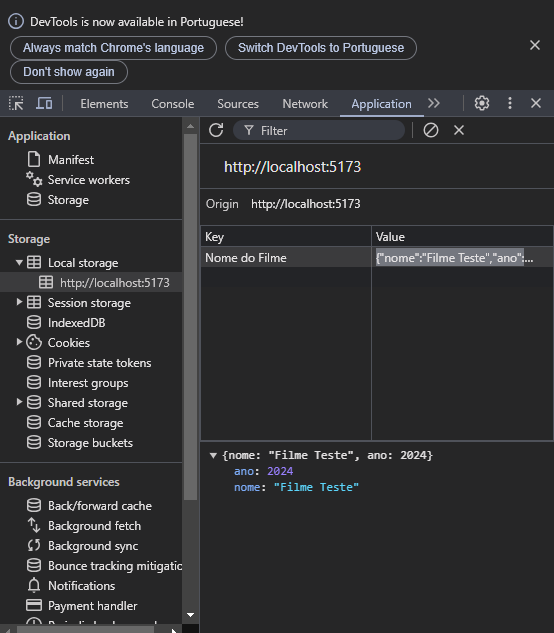 DevTools is now available in Portuguese!
Always match Chrome's language
Switch DevTools to Portuguese
Don't show again
Elements Console Sources Network Application
Application
Manifest
Service workers
Storage
Storage
Local storage
http://localhost:5173
Session storage
IndexedDB
Cookies
Private state tokens
Interest groups
Shared storage
Cache storage
Storage buckets
Background services
Back/forward cache
Background fetch
Background sync
Bounce tracking mitigatio
Notifications
Payment handler
Filter
http://localhost:5173
Origin http://localhost:5173
Key Value
Nome do Filme {"nome":"Filme Teste","ano":...
{nome: "Filme Teste", ano: 2024}
ano: 2024
nome: "Filme Teste"